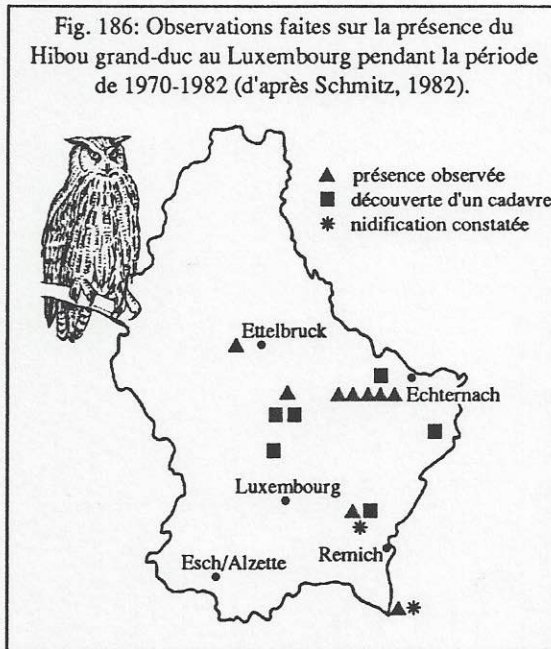 Fig. 186: Observations faites sur la présence du
Hibou grand-duc au Luxembourg pendant la période
de 1970-1982 (d'après Schmitz, 1982).
présence observée
découverte d'un cadavre
nidification constatée
Ettelbruck
Echternach
Luxembourg
Remich
Esch/Alzette